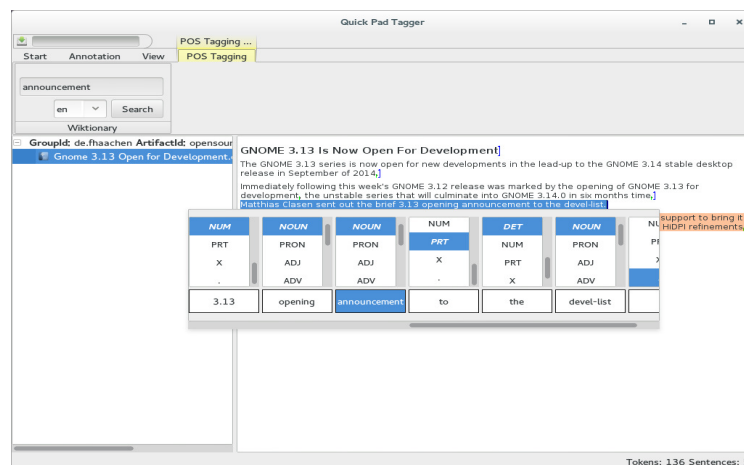 Quick Pad Tagger
POS Tagging ...
Start Annotation View POS Tagging
announcement
en Search
Wiktionary
GroupId: de.fhaachen ArtifactId: opensour
Gnome 3.13 Open for Development.
GNOME 3.13 Is Now Open For Development]
The GNOME 3.13 series is now open for new developments in the lead-up to the GNOME 3.14 stable desktop
release in September of 2014,]
Immediately following this week's GNOME 3.12 release was marked by the opening of GNOME 3.13 for
development, the unstable series that will culminate into GNOME 3.14.0 in six months time,]
Matthias Clasen sent out the brief 3.13 opening announcement to the devel-list.
support to bring it
HiDPI refinements,
NUM NOUN NOUN NUM DET NOUN
PRT PRON PRON PRT NUM PRON
X ADJ ADJ X PRT ADJ
. ADV ADV . X ADV
3.13 opening announcement to the devel-list
Tokens: 136 Sentences: